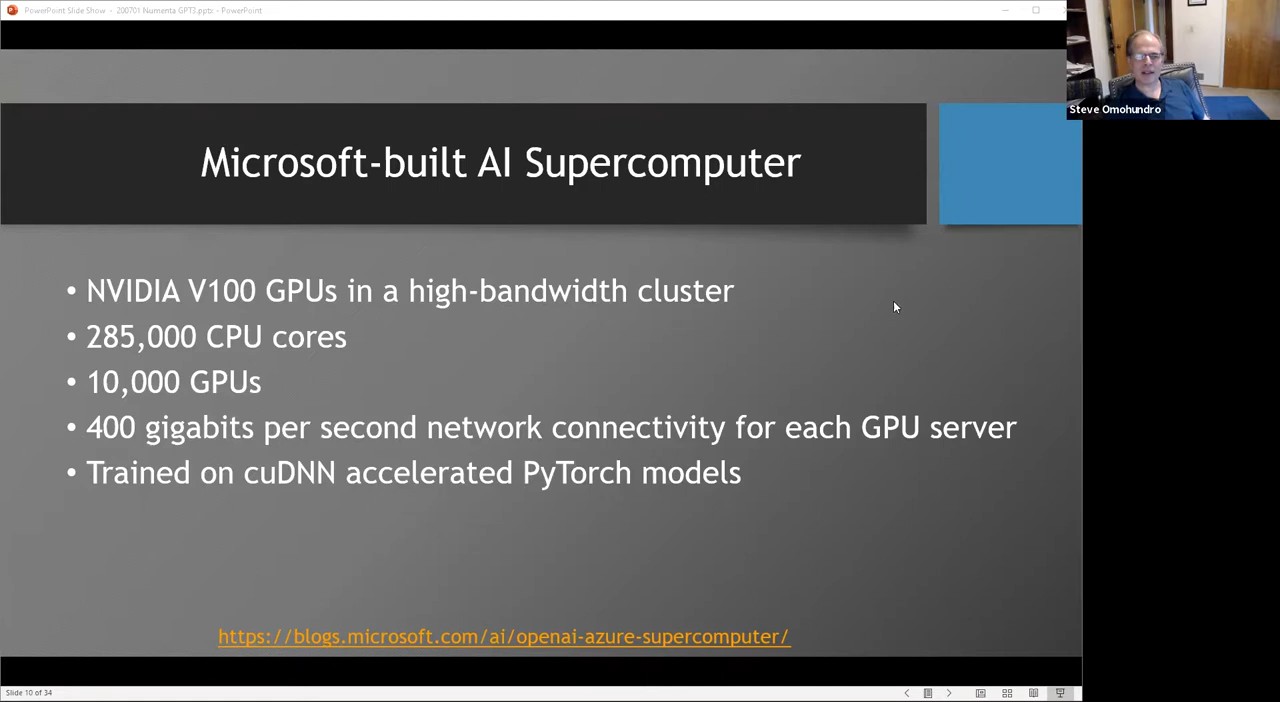 PowerPoint Slide Show - 200701 Numenta GPT3.pptx - PowerPoint
Steve Omohundro
Microsoft-built AI Supercomputer
• NVIDIA V100 GPUs in a high-bandwidth cluster
• 285,000 CPU cores
• 10,000 GPUs
• 400 gigabits per second network connectivity for each GPU server
• Trained on cuDNN accelerated PyTorch models
https://blogs.microsoft.com/ai/openai-azure-supercomputer/
Slide 10 of 34